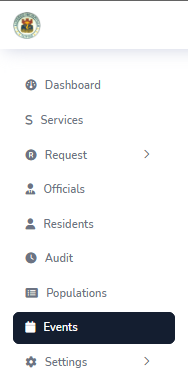 Dashboard
S Services
R Request
Officials
Residents
Audit
Populations
Events
Settings